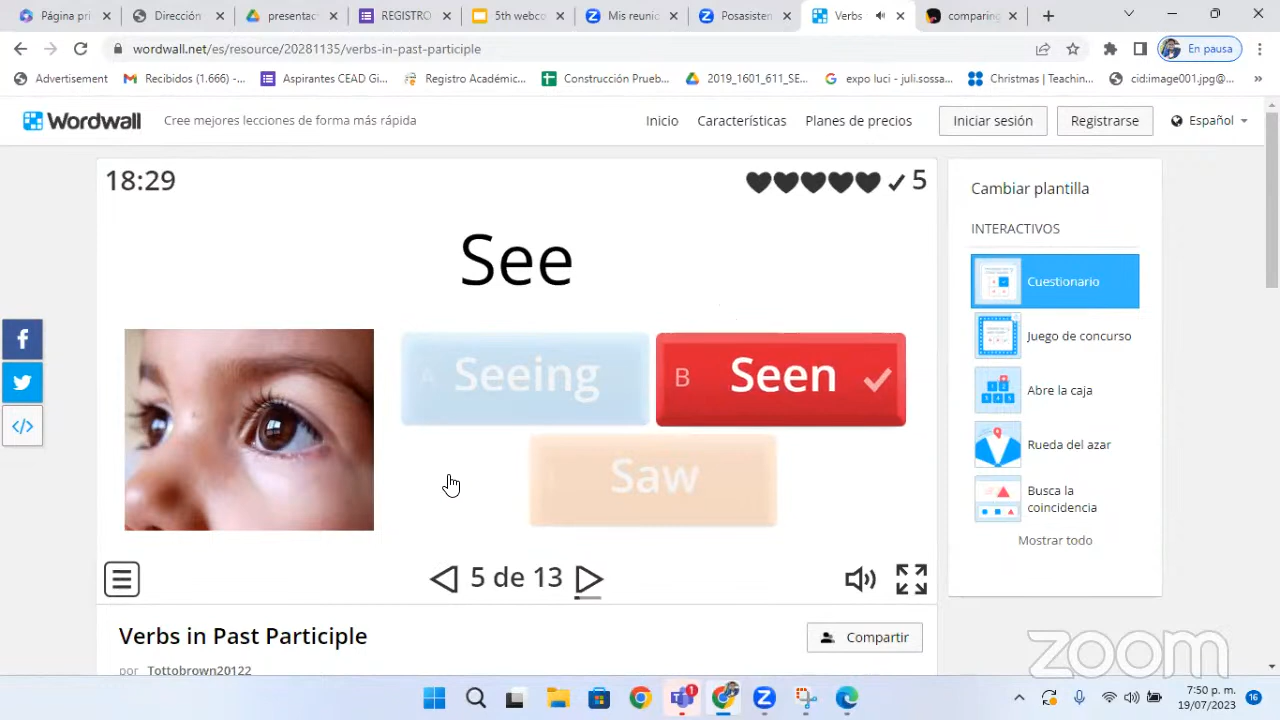 Página pri
Dirección
presentac
REGISTRO
5th webco
Mis reunio
Posasisten
Verbs
comparing
wordwall.net/es/resource/20281135/verbs-in-past-participle
En pausa
Advertisement
Recibidos (1.666) -...
Aspirantes CEAD Gi...
Registro Académic...
Construcción Prueb...
2019_1601_611_SE...
expo luci - juli.sossa...
Christmas | Teachin...
cid:image001.jpg@...
Wordwall
Cree mejores lecciones de forma más rápida
Inicio
Características
Planes de precios
Iniciar sesión
Registrarse
Español
18:29
5
See
A Seeing
B Seen
Saw
5 de 13
Cambiar plantilla
INTERACTIVOS
Cuestionario
Juego de concurso
Abre la caja
Rueda del azar
Busca la
coincidencia
Mostrar todo
Verbs in Past Participle
Compartir
por Tottobrown20122
zoom
7:50 p. m.
19/07/2023
16